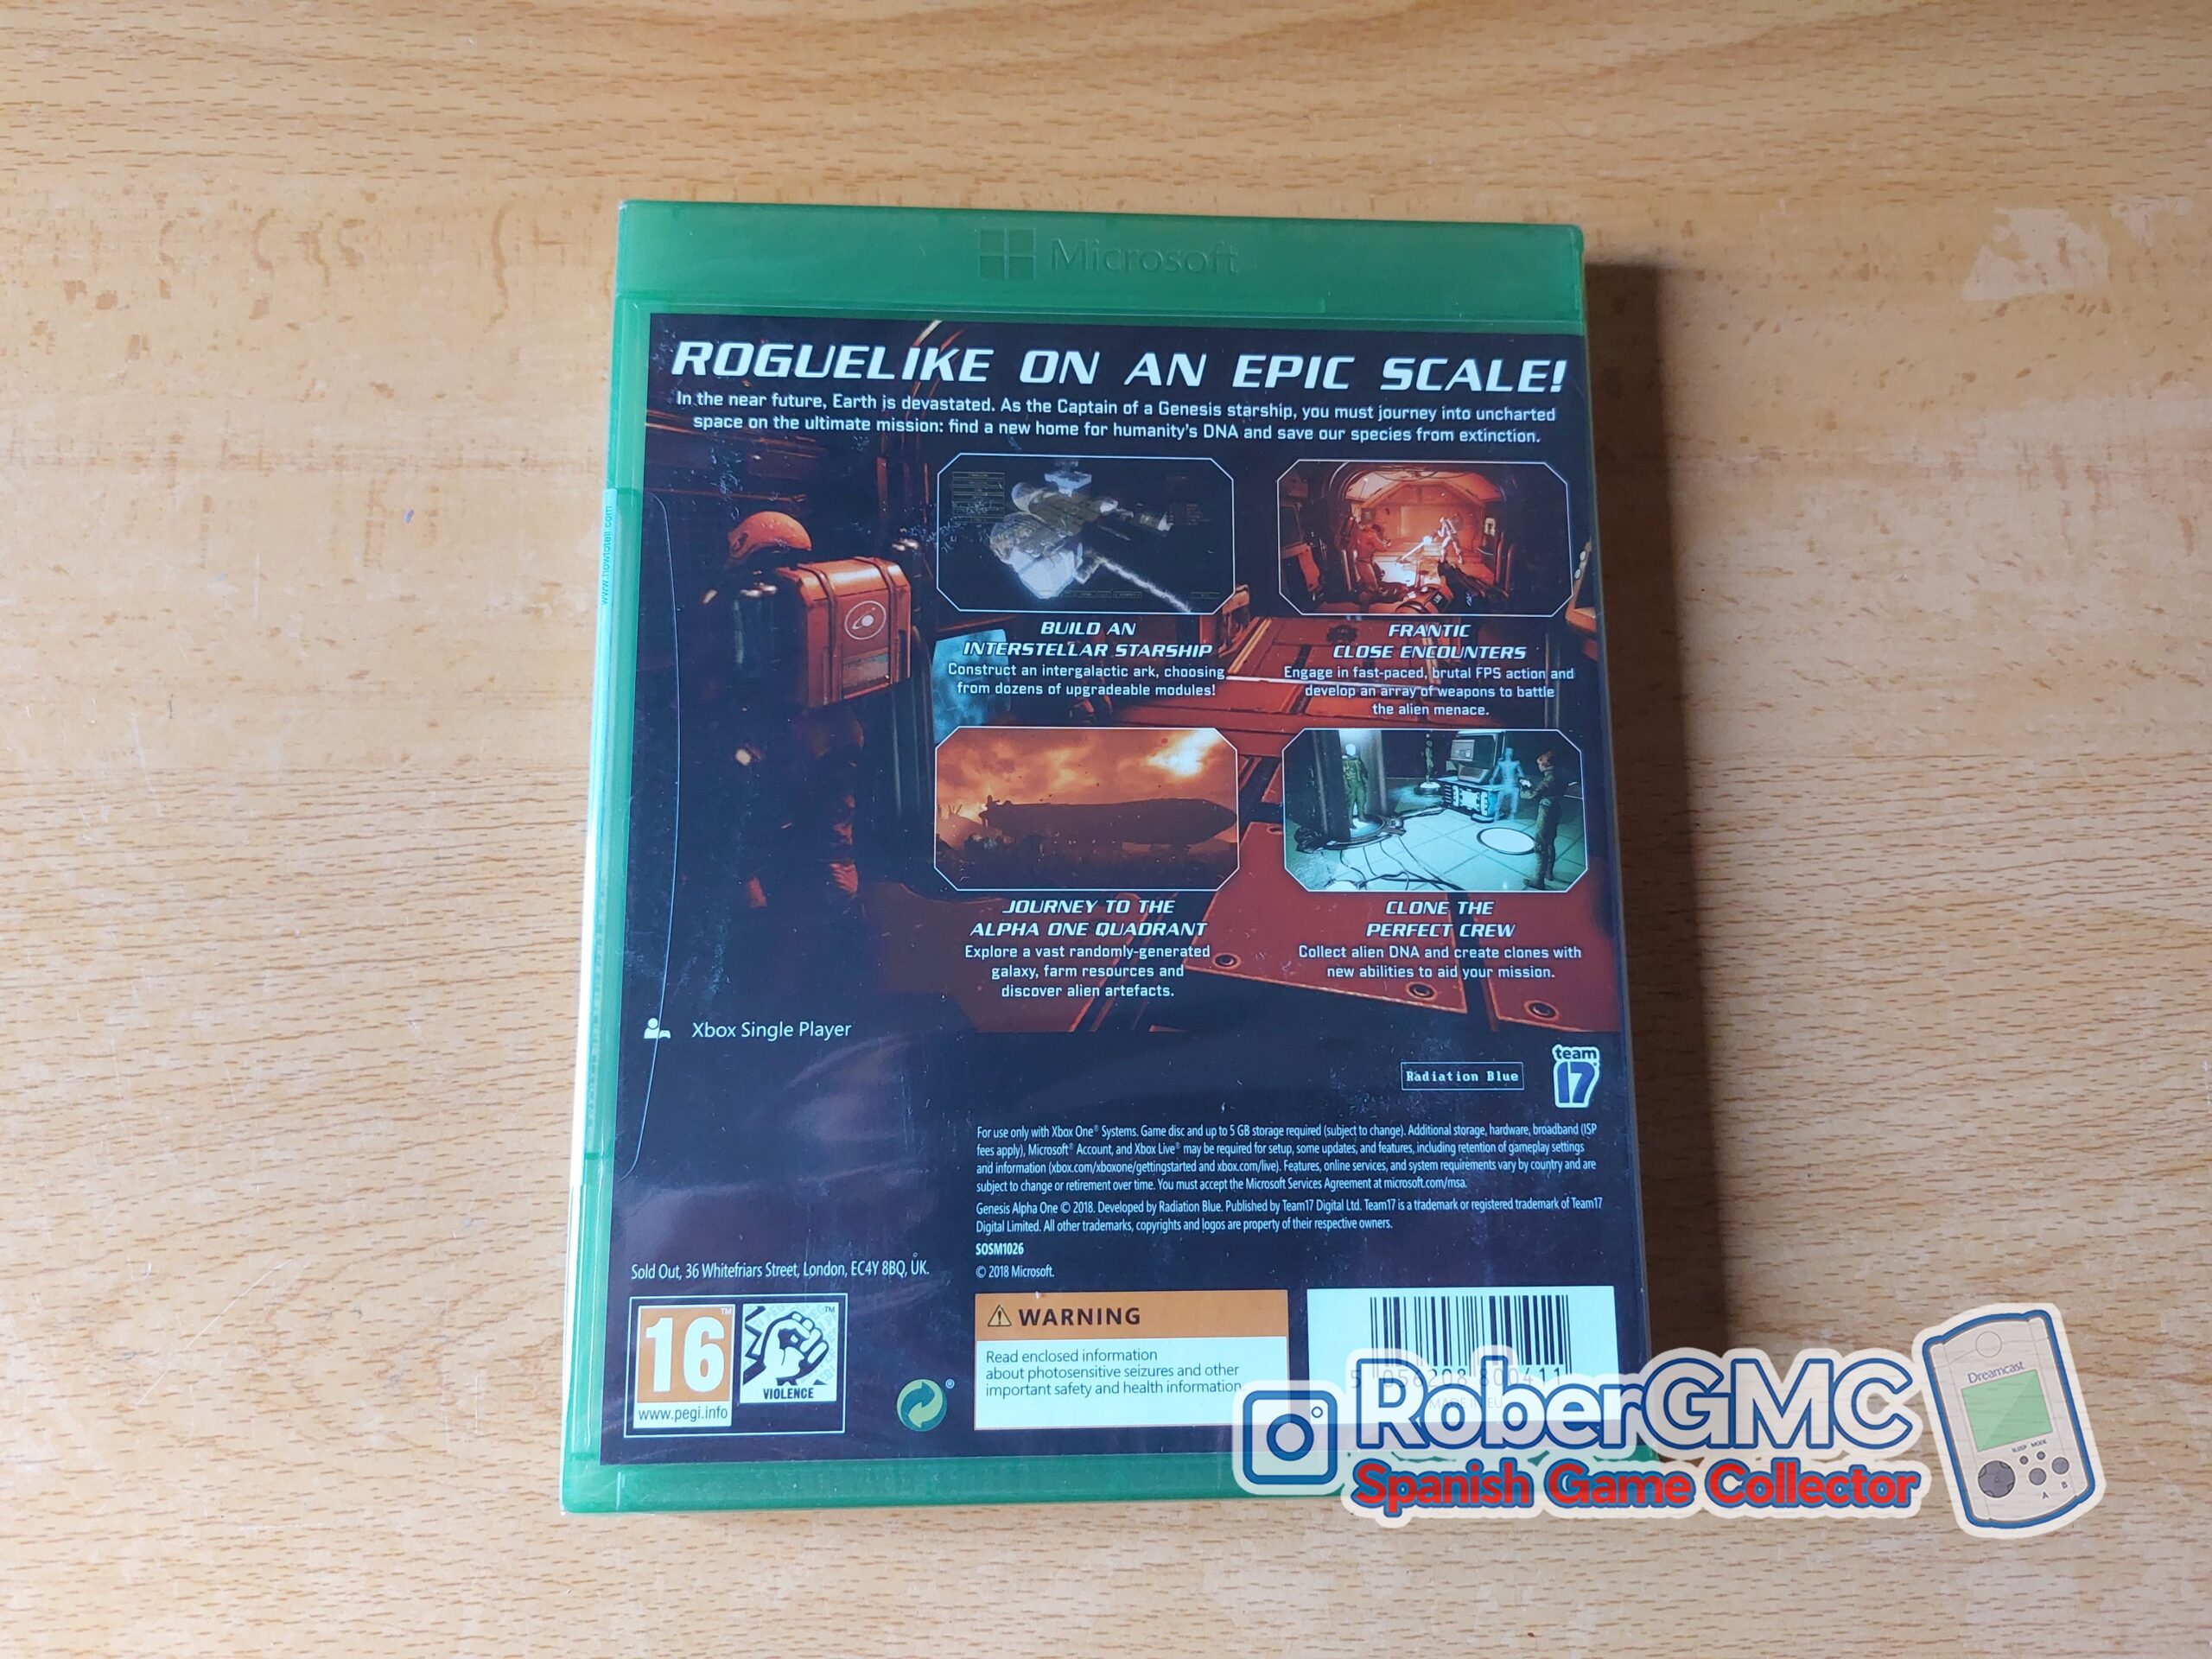 Microsoft
ROGUELIKE ON AN EPIC SCALE!
In the near future, Earth is devastated. As the Captain of a Genesis starship, you must journey into uncharted
space on the ultimate mission: find a new home for humanity's DNA and save our species from extinction.
www.howtotell.com
BUILD AN
INTERSTELLAR STARSHIP
Construct an intergalactic ark, choosing
from dozens of upgradeable modules!
FRANTIC
CLOSE ENCOUNTERS
Engage in fast-paced, brutal FPS action and
develop an array of weapons to battle
the alien menace.
JOURNEY TO THE
ALPHA ONE QUADRANT
Explore a vast randomly-generated
galaxy, farm resources and
discover alien artefacts.
CLONE THE
PERFECT CREW
Collect alien DNA and create clones with
new abilities to aid your mission.
Xbox Single Player
Radiation Blue
team
17
For use only with Xbox One® Systems. Game disc and up to 5 GB storage required (subject to change). Additional storage, hardware, broadband (ISP
fees apply), Microsoft® Account, and Xbox Live® may be required for setup, some updates, and features, including retention of gameplay settings
and information (xbox.com/xboxone/gettingstarted and xbox.com/live). Features, online services, and system requirements vary by country and are
subject to change or retirement over time. You must accept the Microsoft Services Agreement at microsoft.com/msa.
Genesis Alpha One © 2018. Developed by Radiation Blue. Published by Team17 Digital Ltd. Team17 is a trademark or registered trademark of Team17
Digital Limited. All other trademarks, copyrights and logos are property of their respective owners.
SOSM1026
© 2018 Microsoft.
Sold Out, 36 Whitefriars Street, London, EC4Y 8BQ, UK.
16
™
www.pegi.info
™
VIOLENCE
®
WARNING
Read enclosed information
about photosensitive seizures and other
important safety and health information
5 056208 800411
MADE IN EU
RoberGMC
Spanish Game Collector
Dreamcast
SLEEP MODE
A B